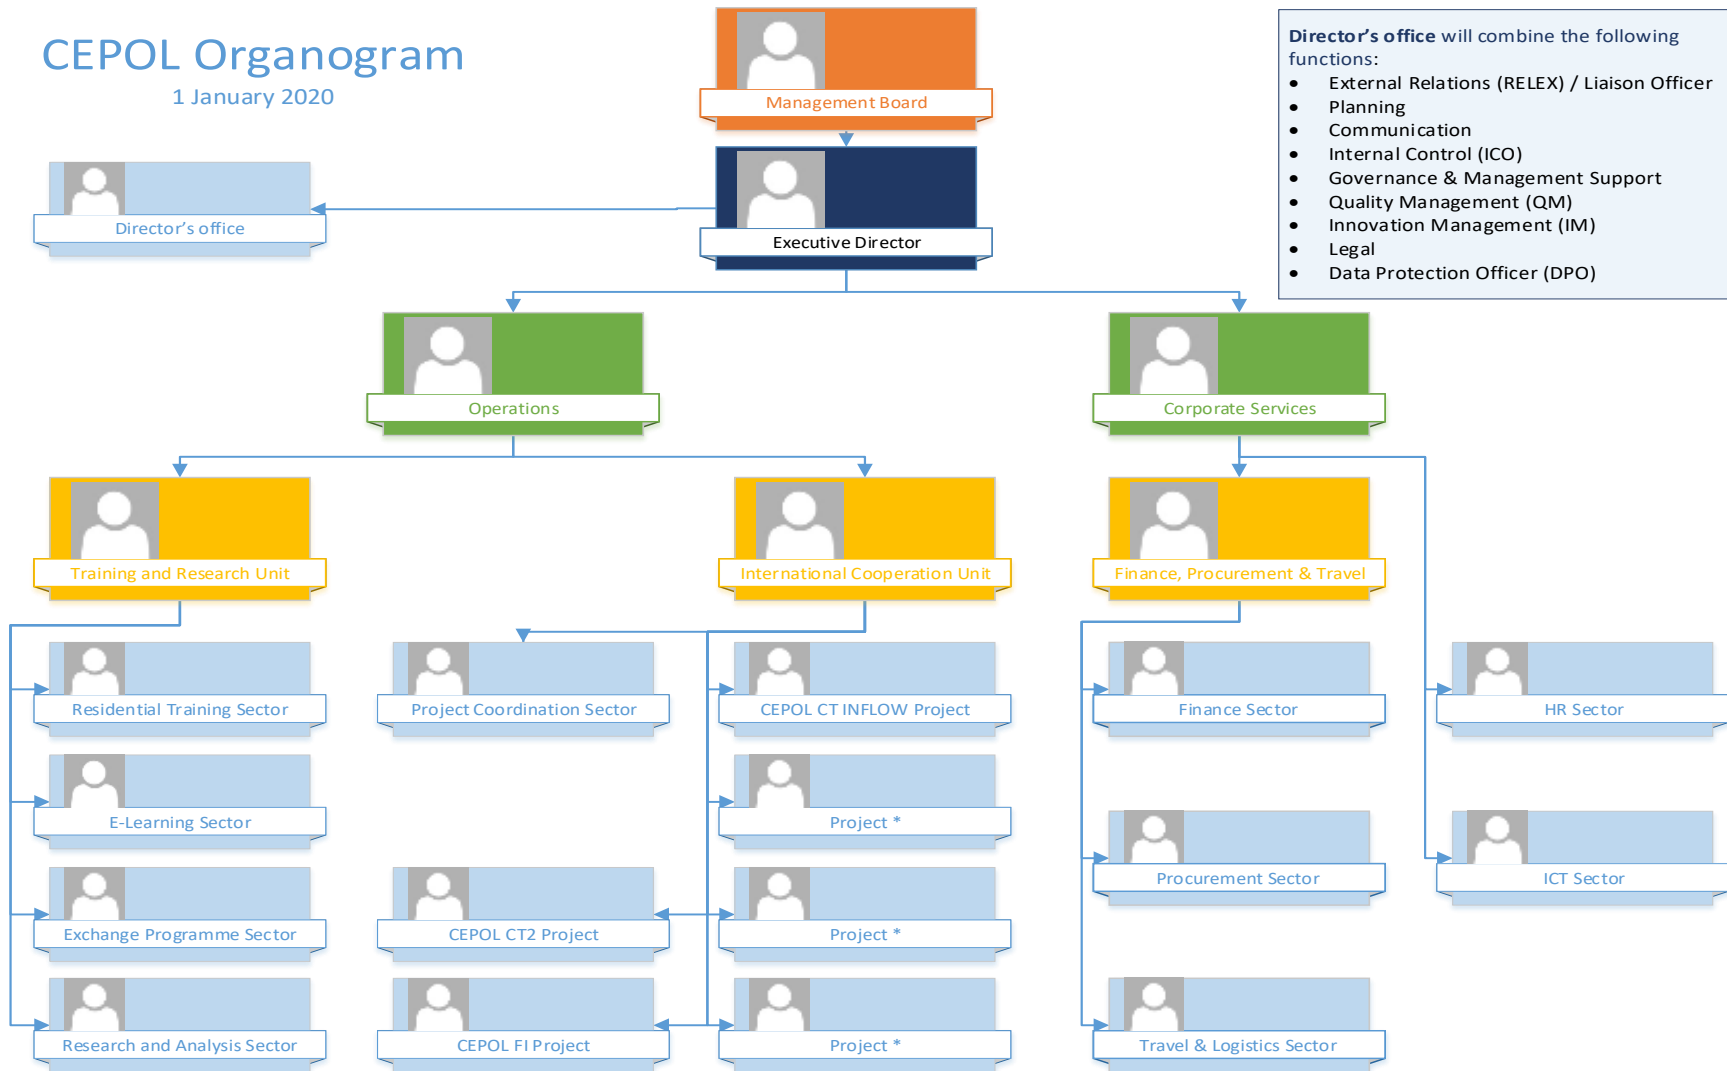 CEPOL Organogram
1 January 2020
Management Board
Director's office will combine the following
functions:
• External Relations (RELEX) / Liaison Officer
• Planning
• Communication
• Internal Control (ICO)
• Governance & Management Support
• Quality Management (QM)
• Innovation Management (IM)
• Legal
• Data Protection Officer (DPO)
Director's office
Executive Director
Operations
Corporate Services
Training and Research Unit
International Cooperation Unit
Finance, Procurement & Travel
Residential Training Sector
Project Coordination Sector
CEPOL CT INFLOW Project
Finance Sector
HR Sector
E-Learning Sector
Project *
Procurement Sector
ICT Sector
Exchange Programme Sector
CEPOL CT2 Project
Project *
Research and Analysis Sector
CEPOL FI Project
Project *
Travel & Logistics Sector